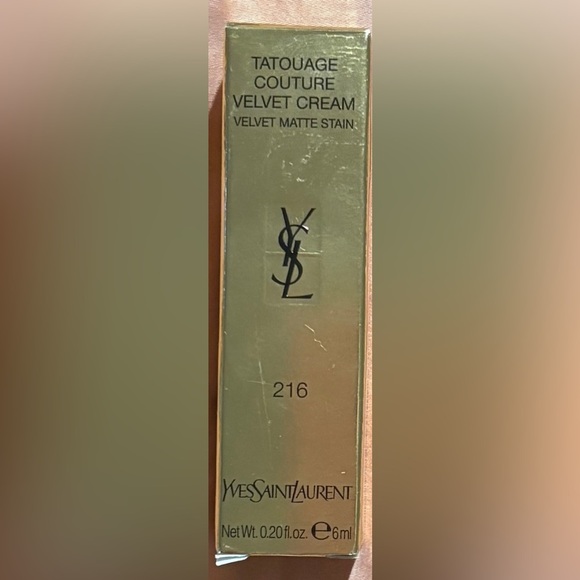 TATOUAGE
COUTURE
VELVET CREAM
VELVET MATTE STAIN
YSL
216
YVESSAINTLAURENT
Net Wt. 0.20 fl.oz. ℮6ml